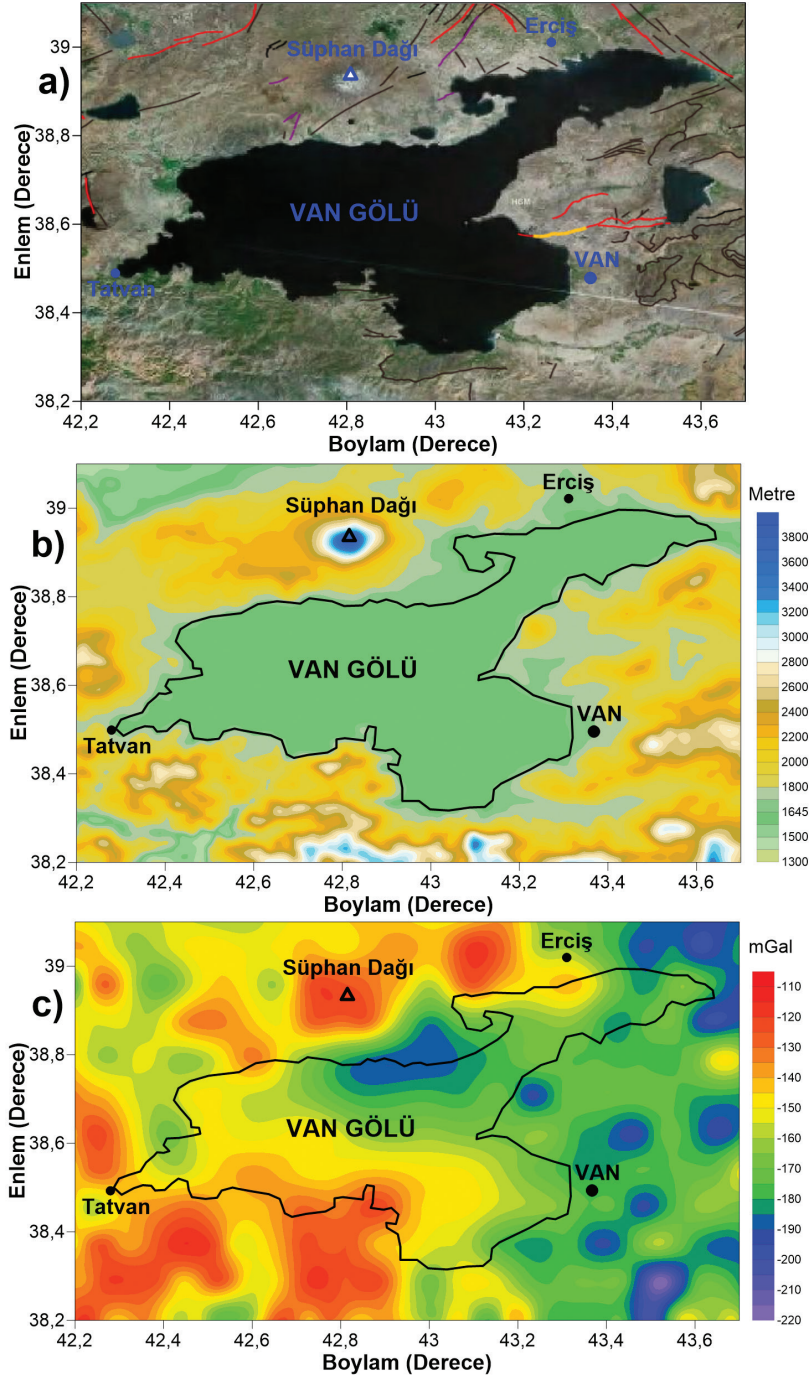 a)
39
38,8
38,6
38,4
38,2
Enlem (Derece)
Süphan Dağı
Erciş
VAN GÖLÜ
HGM
VAN
Tatvan
42,2 42,4 42,6 42,8 43 43,2 43,4 43,6
Boylam (Derece)
b)
39
38,8
38,6
38,4
38,2
Enlem (Derece)
Süphan Dağı
Erciş
VAN GÖLÜ
VAN
Tatvan
42,2 42,4 42,6 42,8 43 43,2 43,4 43,6
Boylam (Derece)
Metre
3800
3600
3400
3200
3100
2900
2800
2600
2500
2300
2200
2000
1800
1645
1500
1300
c)
39
38,8
38,6
38,4
38,2
Enlem (Derece)
Süphan Dağı
Erciş
VAN GÖLÜ
VAN
Tatvan
42,2 42,4 42,6 42,8 43 43,2 43,4 43,6
Boylam (Derece)
mGal
-110
-120
-130
-140
-150
-160
-170
-180
-190
-200
-210
-220